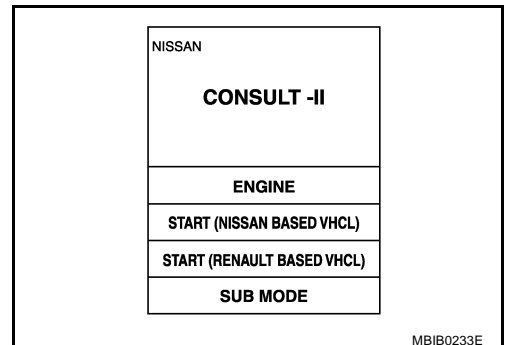 NISSAN
CONSULT -II
ENGINE
START (NISSAN BASED VHCL)
START (RENAULT BASED VHCL)
SUB MODE
MBIB0233E